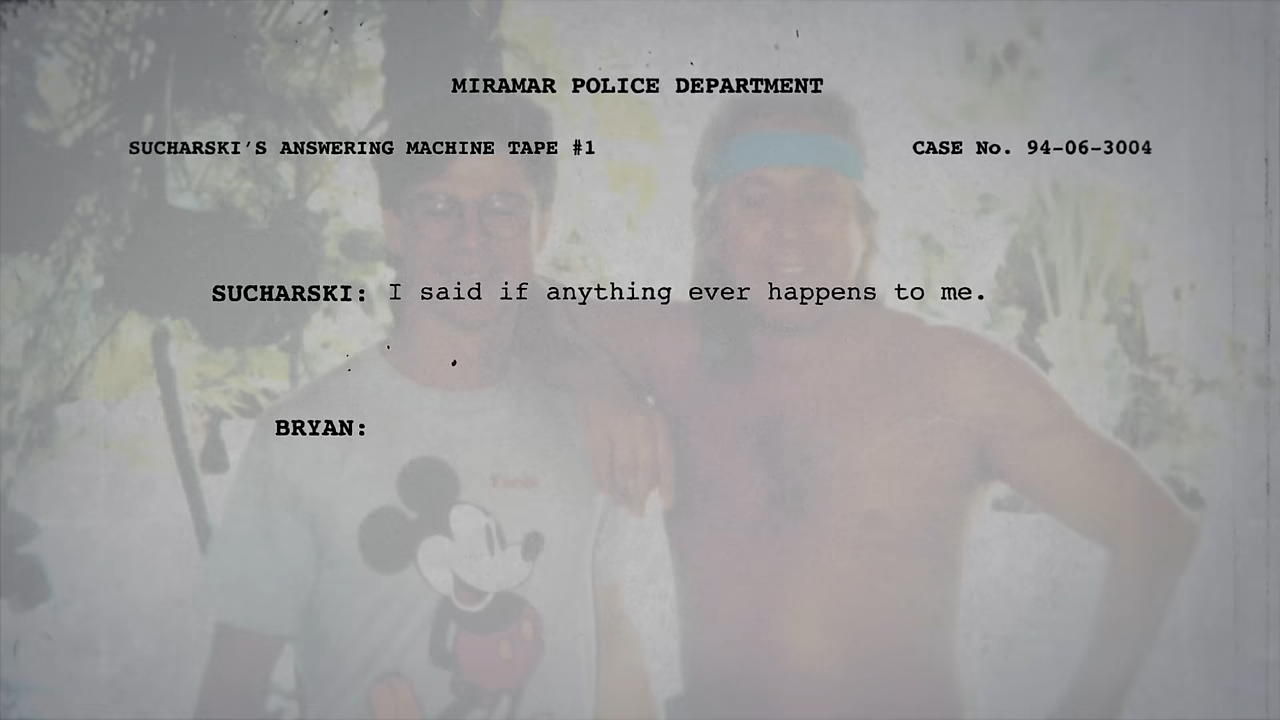 MIRAMAR POLICE DEPARTMENT
SUCHARSKI'S ANSWERING MACHINE TAPE #1 CASE No. 94-06-3004
SUCHARSKI: I said if anything ever happens to me.
BRYAN: